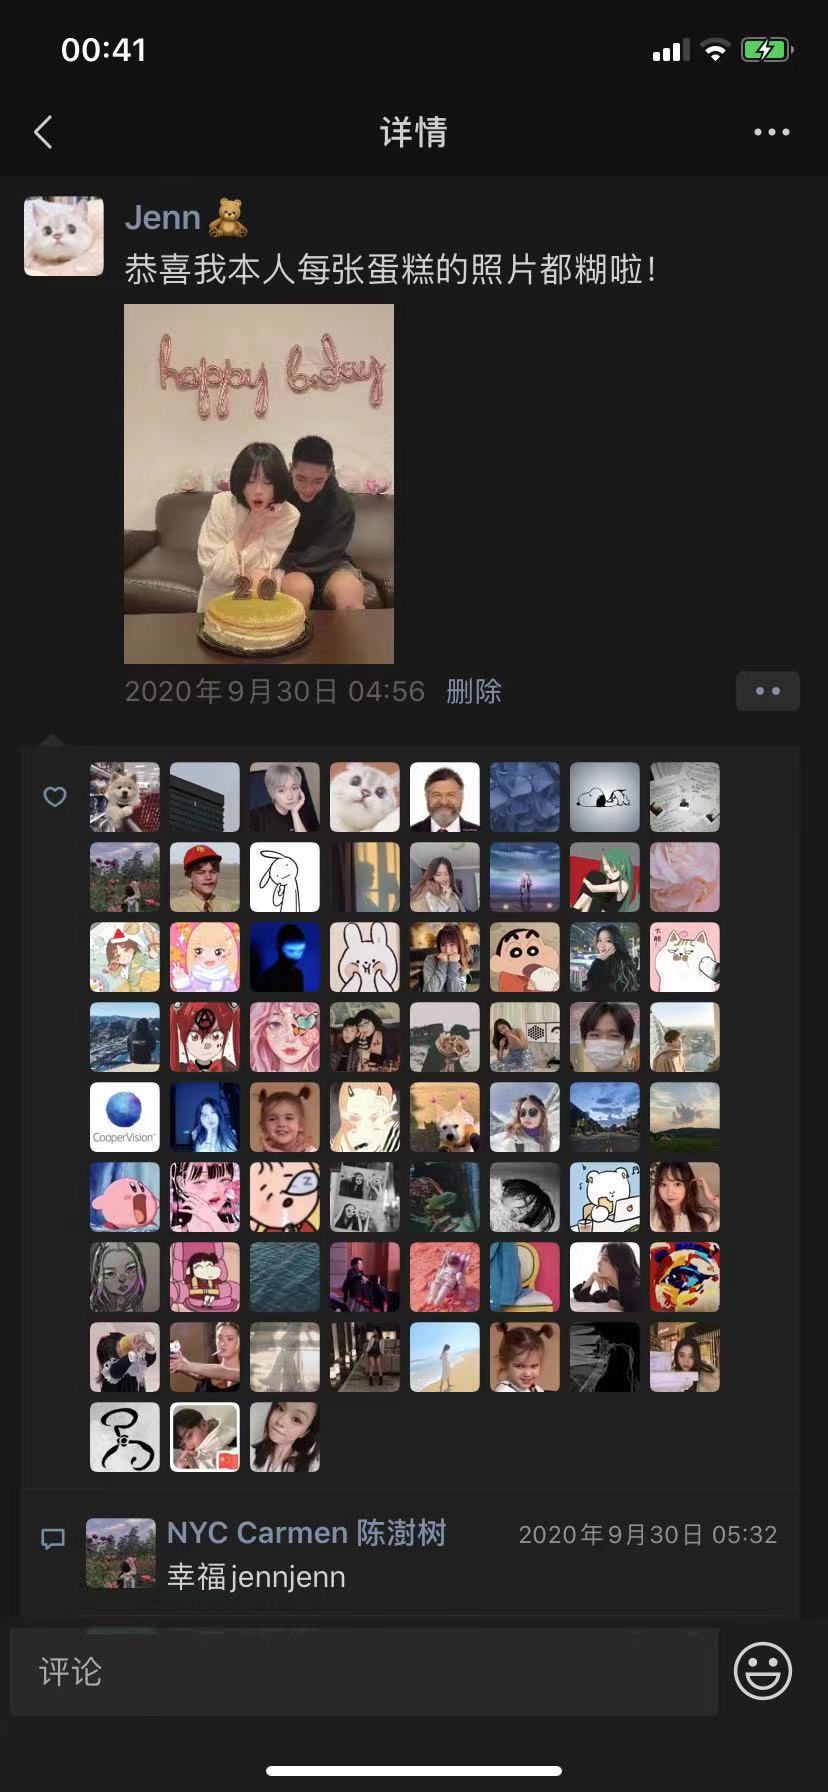 00:41
详情
Jenn
恭喜我本人每张蛋糕的照片都糊啦！
happy bday
20
2020年9月30日 04:56 删除
大脸!
CooperVision
NYC Carmen 陈澍树 2020年9月30日 05:32
幸福jennjenn
评论